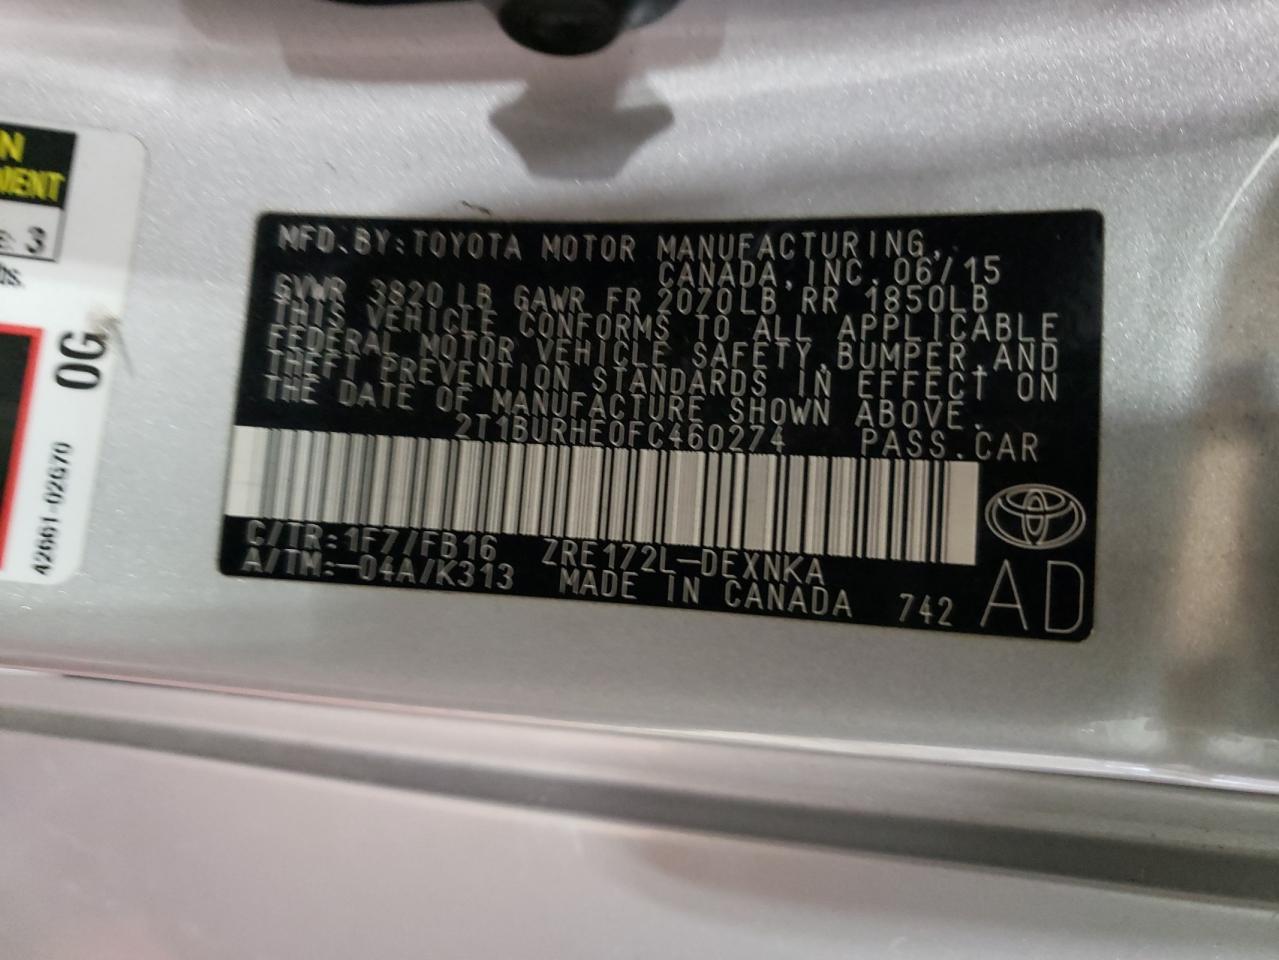 N
MENT
3
bs.
0G
42661-02G70
MFD.BY:TOYOTA MOTOR MANUFACTURING,
CANADA,INC.06/15
GVWR 3820 LB GAWR FR 2070LB RR 1850LB
THIS VEHICLE CONFORMS TO ALL APPLICABLE
FEDERAL MOTOR VEHICLE SAFETY,BUMPER,AND
THEFT PREVENTION STANDARDS IN EFFECT ON
THE DATE OF MANUFACTURE SHOWN ABOVE.
2T1BURHE0FC460274 PASS.CAR
C/TR:1F7/FB16 ZRE172L-DEXNKA
A/TM:-04A/K313 MADE IN CANADA 742 AD